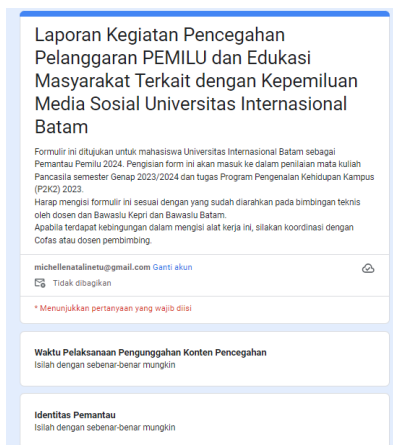 Laporan Kegiatan Pencegahan
Pelanggaran PEMILU dan Edukasi
Masyarakat Terkait dengan Kepemiluan
Media Sosial Universitas Internasional
Batam
Formulir ini ditujukan untuk mahasiswa Universitas Internasional Batam sebagai
Pemantau Pemilu 2024. Pengisian form ini akan masuk ke dalam penilaian mata kuliah
Pancasila semester Genap 2023/2024 dan tugas Program Pengenalan Kehidupan Kampus
(P2K2) 2023.
Harap mengisi formulir ini sesuai dengan yang sudah diarahkan pada bimbingan teknis
oleh dosen dan Bawaslu Kepri dan Bawaslu Batam.
Apabila terdapat kebingungan dalam mengisi alat kerja ini, silakan koordinasi dengan
Cofas atau dosen pembimbing.
michellenatalinetu@gmail.com Ganti akun
Tidak dibagikan
* Menunjukkan pertanyaan yang wajib diisi
Waktu Pelaksanaan Pengunggahan Konten Pencegahan
Isilah dengan sebenar-benar mungkin
Identitas Pemantau
Isilah dengan sebenar-benar mungkin